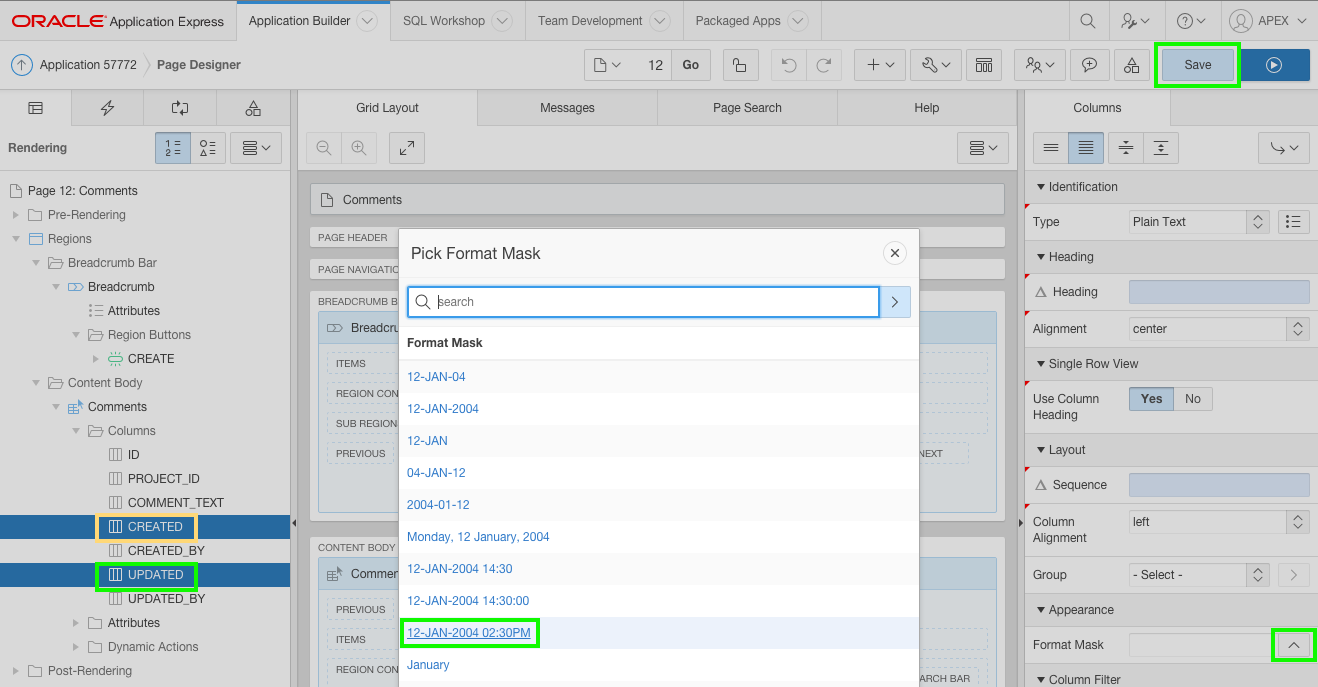 ORACLE Application Express
Application Builder
SQL Workshop
Team Development
Packaged Apps
APEX
Application 57772
Page Designer
12
Go
Save
Rendering
Page 12: Comments
Pre-Rendering
Regions
Breadcrumb Bar
Breadcrumb
Attributes
Region Buttons
CREATE
Content Body
Comments
Columns
ID
PROJECT_ID
COMMENT_TEXT
CREATED
CREATED_BY
UPDATED
UPDATED_BY
Attributes
Dynamic Actions
Post-Rendering
Grid Layout
Messages
Page Search
Help
Comments
PAGE HEADER
PAGE NAVIGATIO
BREADCRUMB B
Breadcru
ITEMS
REGION CON
SUB REGION
PREVIOUS
NEXT
CONTENT BODY
Commen
PREVIOUS
ITEMS
REGION CON
ARCH BAR
Pick Format Mask
search
Format Mask
12-JAN-04
12-JAN-2004
12-JAN
04-JAN-12
2004-01-12
Monday, 12 January, 2004
12-JAN-2004 14:30
12-JAN-2004 14:30:00
12-JAN-2004 02:30PM
January
Columns
Identification
Type
Plain Text
Heading
Heading
Alignment
center
Single Row View
Use Column
Heading
Yes
No
Layout
Sequence
Column
Alignment
left
Group
- Select -
Appearance
Format Mask
Column Filter